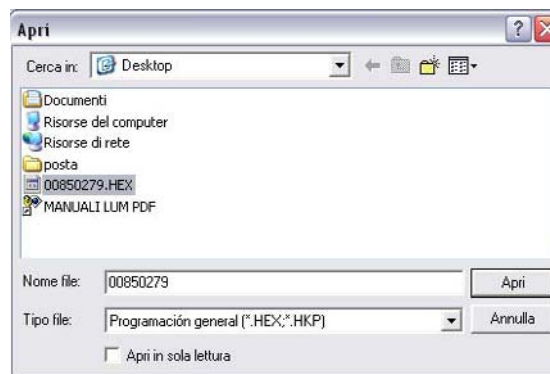 Apri
Cerca in: Desktop
Documenti
Risorse del computer
Risorse di rete
posta
00850279.HEX
MANUALI LUM PDF
Nome file: 00850279 Apri
Tipo file: Programación general (*.HEX;*.HKP) Annulla
Apri in sola lettura